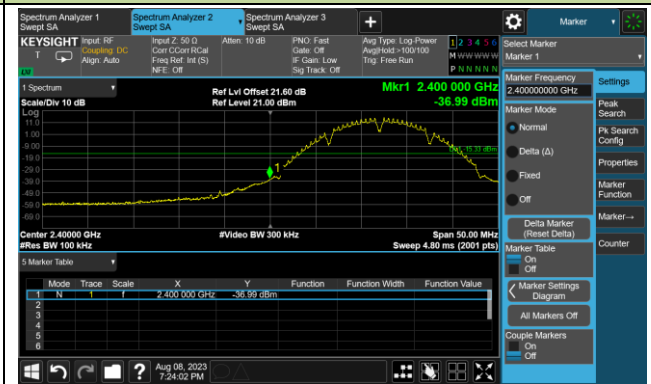 Spectrum Analyzer 1
Swept SA
Spectrum Analyzer 2
Swept SA
Spectrum Analyzer 3
Swept SA
Marker
KEYSIGHT
Input: RF
Coupling: DC
Align: Auto
Input Z: 50 Ω
Corr CCorr RCal
Freq Ref: Int (S)
NFE: Off
Atten: 10 dB
PNO: Fast
Gate: Off
IF Gain: Low
Sig Track: Off
Avg Type: Log-Power
Avg|Hold:>100/100
Trig: Free Run
1 2 3 4 5 6
M W W W W W
P N N N N N
T
LXI
Select Marker
Marker 1
1 Spectrum
Scale/Div 10 dB
Log
Ref Lvl Offset 21.60 dB
Ref Level 21.00 dBm
Mkr1 2.400 000 GHz
-36.99 dBm
11.0
1.00
-9.00
-19.0
-29.0
-39.0
-49.0
-59.0
-69.0
1
Center 2.40000 GHz
#Res BW 100 kHz
#Video BW 300 kHz
Span 50.00 MHz
Sweep 4.80 ms (2001 pts)
5 Marker Table
Mode Trace Scale X Y Function Function Width Function Value
1 N 1 f 2.400 000 GHz -36.99 dBm
2
3
4
5
6
Marker Frequency
2.400000000 GHz
Marker Mode
Normal
Delta (Δ)
Fixed
Off
Delta Marker
(Reset Delta)
Marker Table
On
Off
Marker Settings
Diagram
All Markers Off
Couple Markers
On
Off
Settings
Peak
Search
Pk Search
Config
Properties
Marker
Function
Marker→
Counter
?
Aug 08, 2023
7:24:02 PM